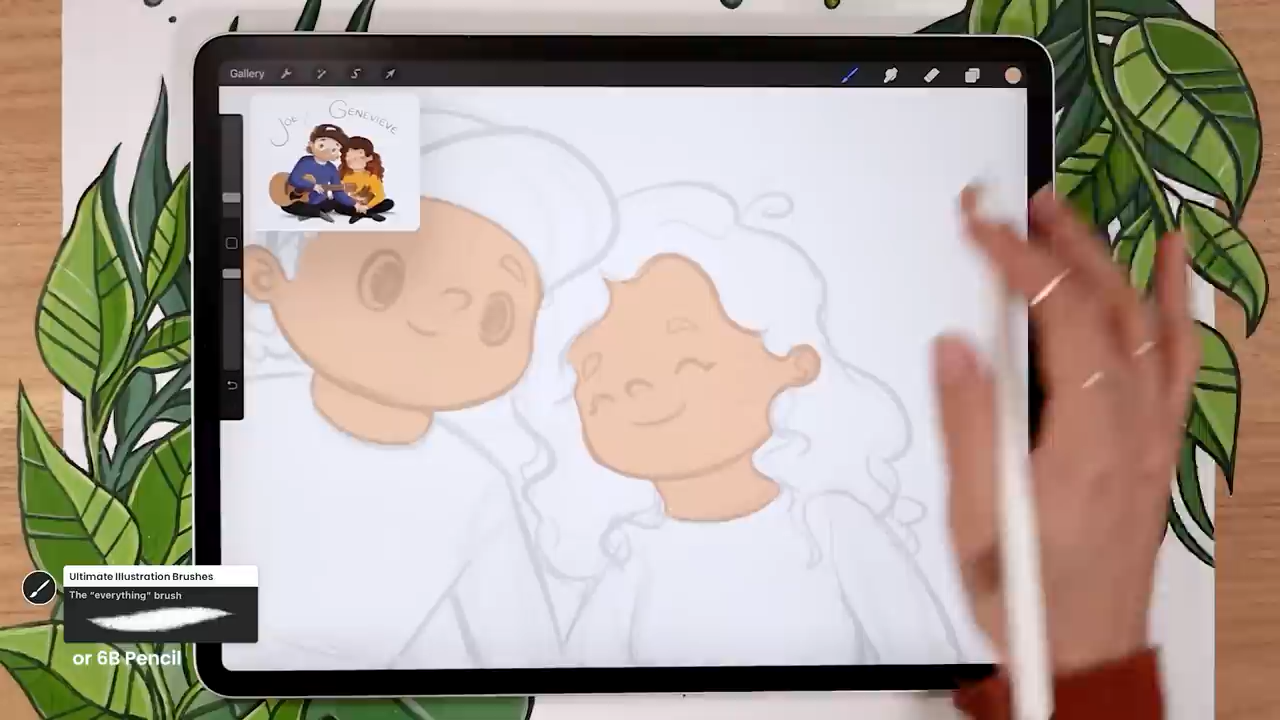 Gallery
JOE
GENEVIEVE
Ultimate Illustration Brushes
The “everything” brush
or 6B Pencil